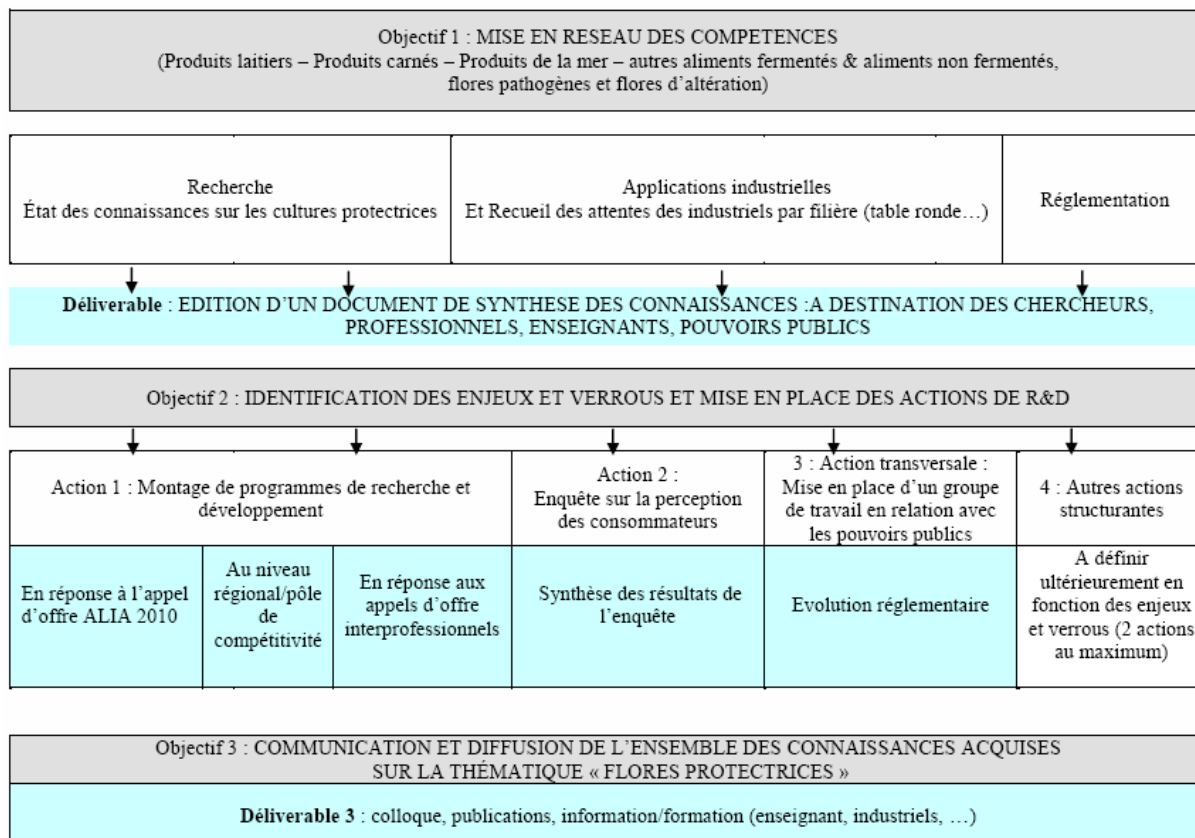 Objectif 1 : MISE EN RESEAU DES COMPETENCES
(Produits laitiers – Produits carnés – Produits de la mer – autres aliments fermentés & aliments non fermentés,
flores pathogènes et flores d’altération)
Recherche
État des connaissances sur les cultures protectrices
Applications industrielles
Et Recueil des attentes des industriels par filière (table ronde…)
Réglementation
Déliverable : EDITION D’UN DOCUMENT DE SYNTHESE DES CONNAISSANCES :A DESTINATION DES CHERCHEURS,
PROFESSIONNELS, ENSEIGNANTS, POUVOIRS PUBLICS
Objectif 2 : IDENTIFICATION DES ENJEUX ET VERROUS ET MISE EN PLACE DES ACTIONS DE R&D
Action 1 : Montage de programmes de recherche et
développement
Action 2 :
Enquête sur la perception
des consommateurs
3 : Action transversale :
Mise en place d’un groupe
de travail en relation avec
les pouvoirs publics
4 : Autres actions
structurantes
En réponse à l’appel
d’offre ALIA 2010
Au niveau
régional/pôle
de
compétitivité
En réponse aux
appels d’offre
interprofessionnels
Synthèse des résultats de
l’enquête
Evolution réglementaire
A définir
ultérieurement en
fonction des enjeux
et verrous (2 actions
au maximum)
Objectif 3 : COMMUNICATION ET DIFFUSION DE L’ENSEMBLE DES CONNAISSANCES ACQUISES
SUR LA THÉMATIQUE « FLORES PROTECTRICES »
Déliverable 3 : colloque, publications, information/formation (enseignant, industriels, …)